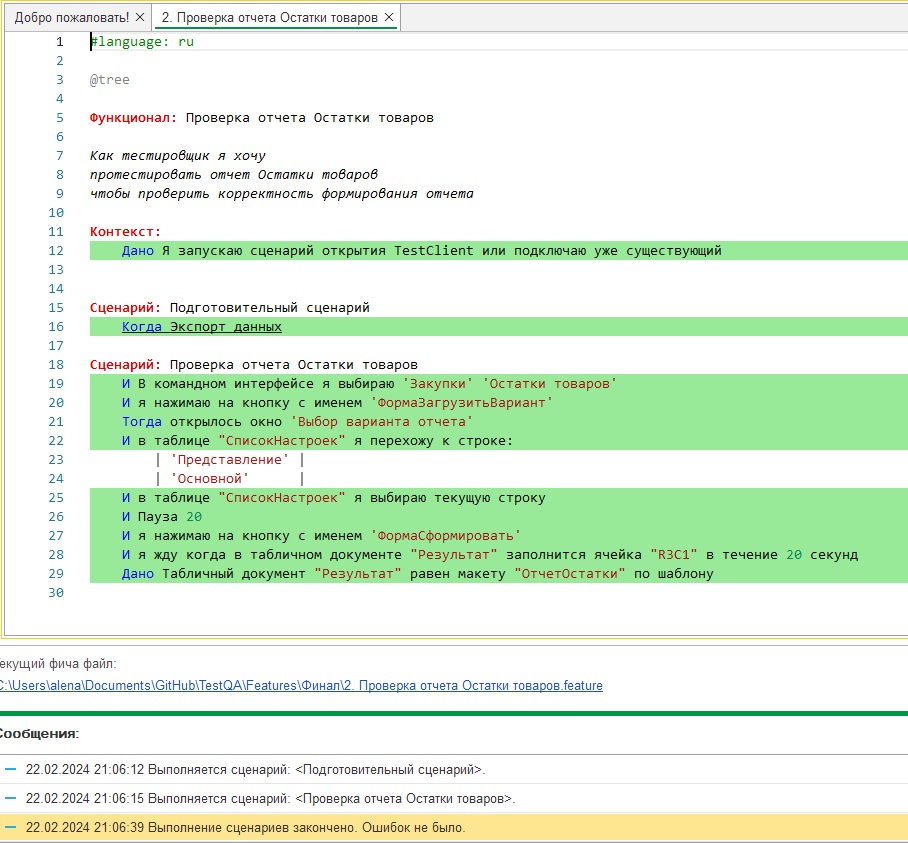 Добро пожаловать! × 2. Проверка отчета Остатки товаров ×
1 #language: ru
2
3 @tree
4
5 Функционал: Проверка отчета Остатки товаров
6
7 Как тестировщик я хочу
8 протестировать отчет Остатки товаров
9 чтобы проверить корректность формирования отчета
10
11 Контекст:
12 Дано Я запускаю сценарий открытия TestClient или подключаю уже существующий
13
14
15 Сценарий: Подготовительный сценарий
16 Когда Экспорт данных
17
18 Сценарий: Проверка отчета Остатки товаров
19 И В командном интерфейсе я выбираю 'Закупки' 'Остатки товаров'
20 И я нажимаю на кнопку с именем 'ФормаЗагрузитьВариант'
21 Тогда открылось окно 'Выбор варианта отчета'
22 И в таблице "СписокНастроек" я перехожу к строке:
23 | 'Представление' |
24 | 'Основной' |
25 И в таблице "СписокНастроек" я выбираю текущую строку
26 И Пауза 20
27 И я нажимаю на кнопку с именем 'ФормаСформировать'
28 И я жду когда в табличном документе "Результат" заполнится ячейка "R3C1" в течение 20 секунд
29 Дано Табличный документ "Результат" равен макету "ОтчетОстатки" по шаблону
30
екущий фича файл:
C:\Users\alena\Documents\GitHub\TestQA\Features\Финал\2. Проверка отчета Остатки товаров.feature
Сообщения:
22.02.2024 21:06:12 Выполняется сценарий: <Подготовительный сценарий>.
22.02.2024 21:06:15 Выполняется сценарий: <Проверка отчета Остатки товаров>.
22.02.2024 21:06:39 Выполнение сценариев закончено. Ошибок не было.